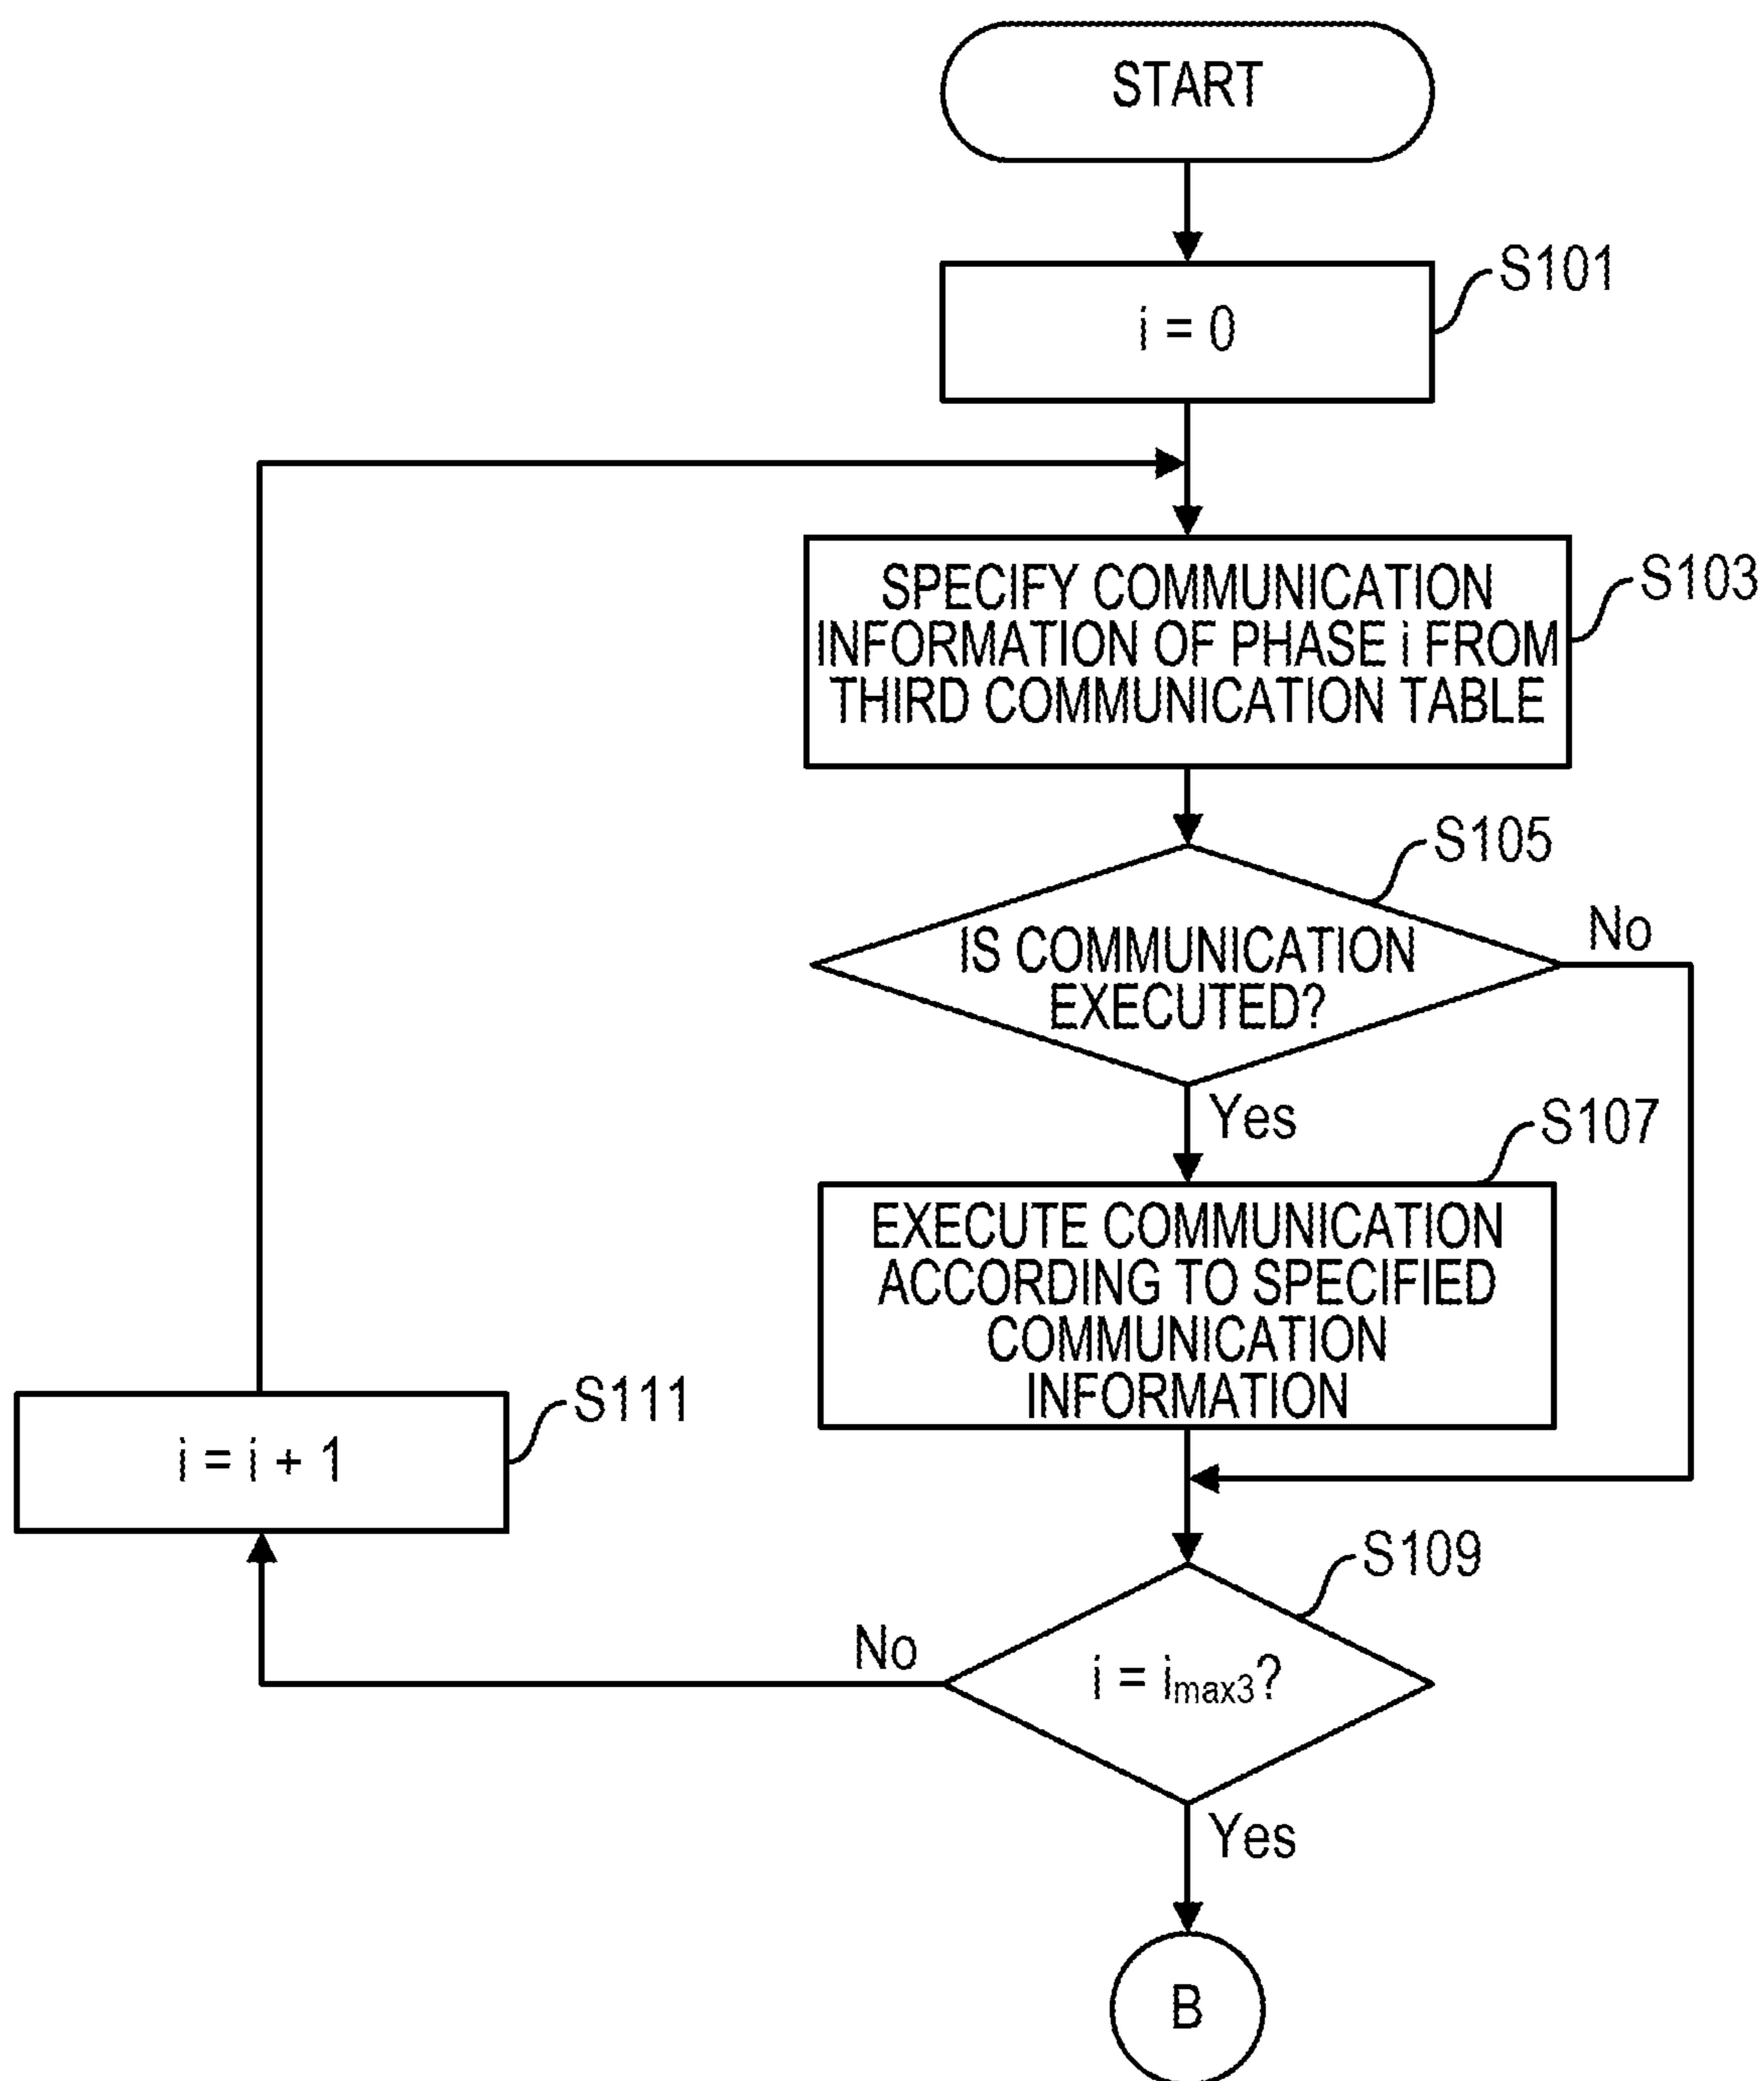 START
i = 0
S101
SPECIFY COMMUNICATION
INFORMATION OF PHASE i FROM
THIRD COMMUNICATION TABLE
S103
S105
IS COMMUNICATION
EXECUTED?
No
Yes
S107
EXECUTE COMMUNICATION
ACCORDING TO SPECIFIED
COMMUNICATION
INFORMATION
S111
i = i + 1
S109
No
i = imax3?
Yes
B